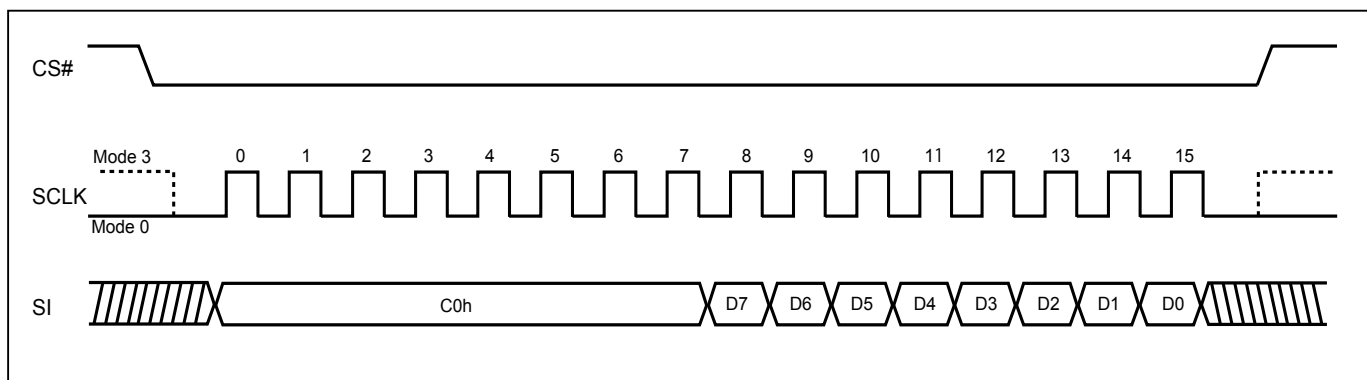 CS#
Mode 3
0 1 2 3 4 5 6 7 8 9 10 11 12 13 14 15
SCLK
Mode 0
SI
C0h D7 D6 D5 D4 D3 D2 D1 D0